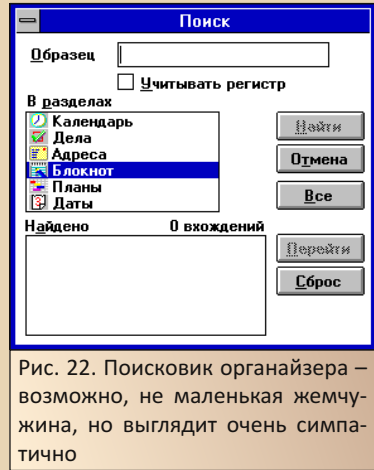 Поиск
Образец
Учитывать регистр
В разделах
Календарь
Дела
Адреса
Блокнот
Планы
Даты
Найти
Отмена
Все
Найдено 0 вхождений
Перейти
Сброс
Рис. 22. Поисковик органайзера –
возможно, не маленькая жемчу-
жина, но выглядит очень симпа-
тично